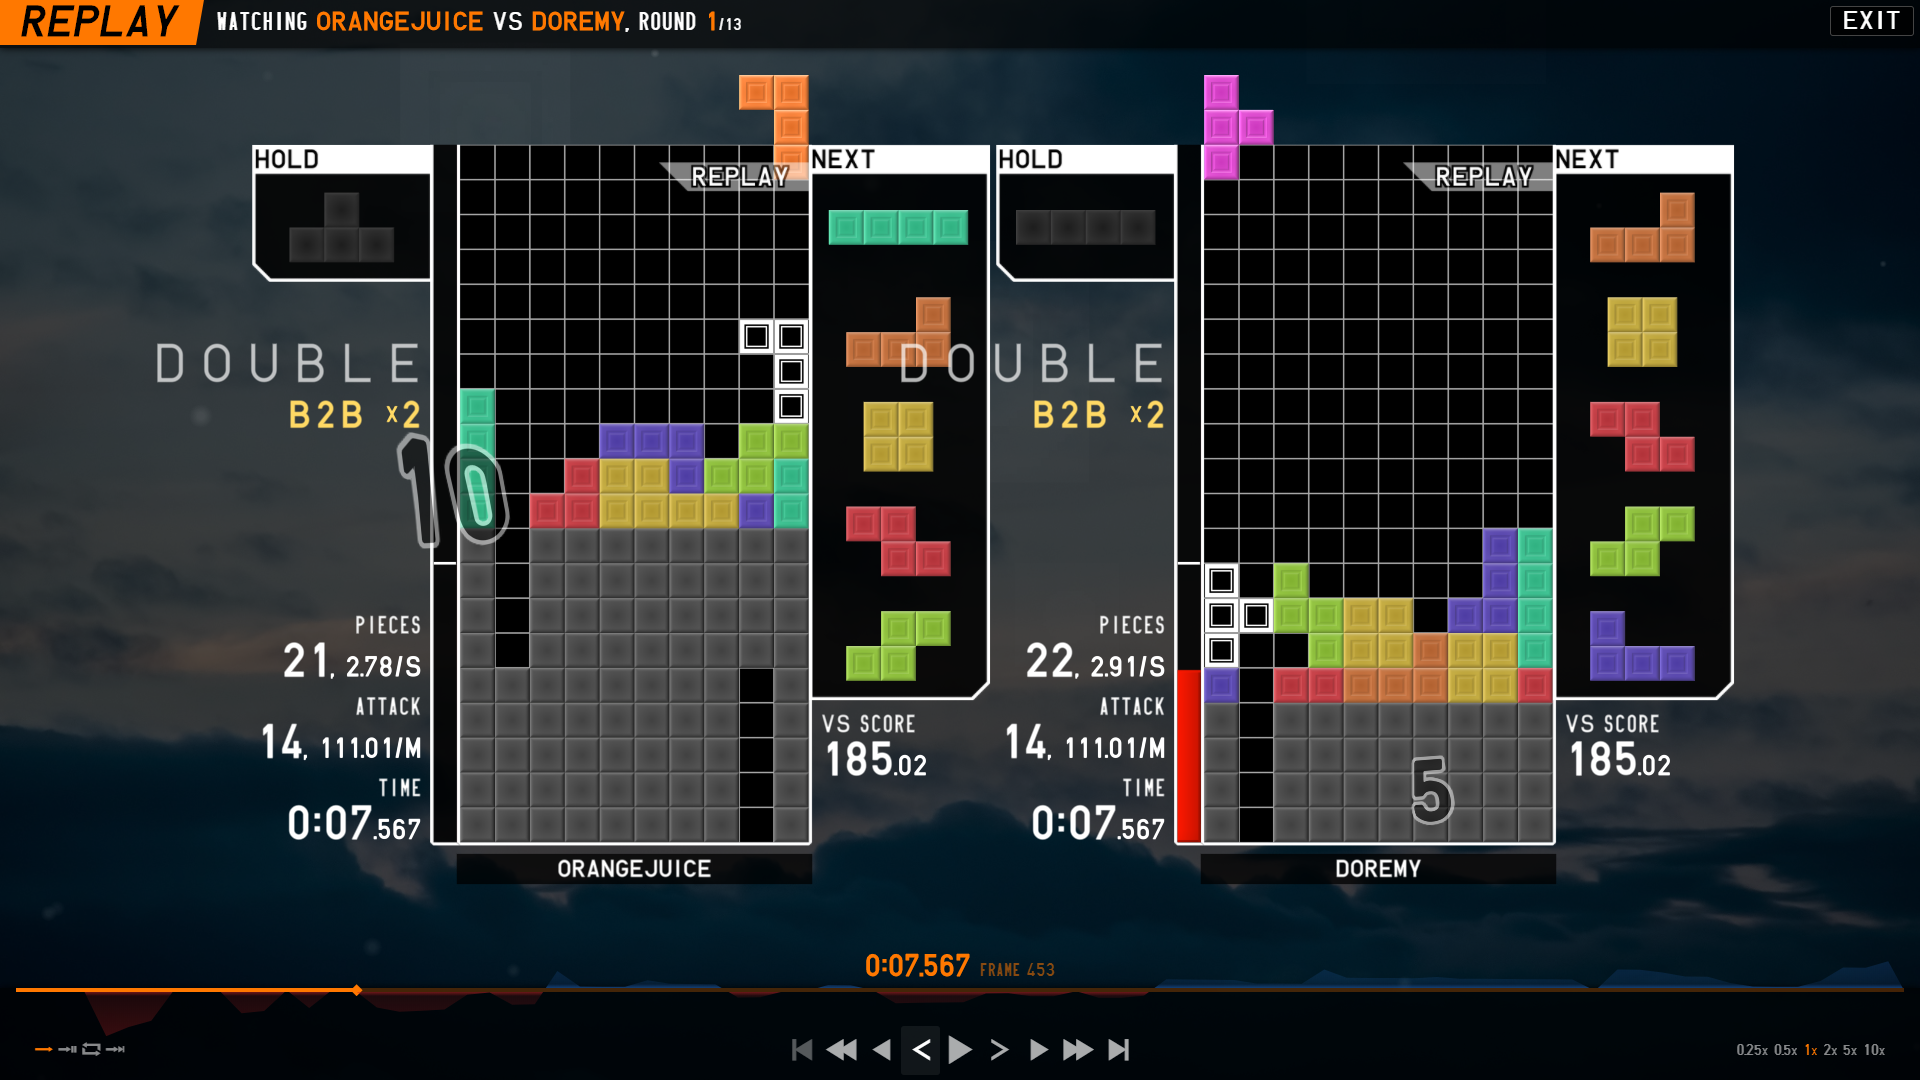 REPLAY
WATCHING ORANGEJUICE VS DOREMY, ROUND 1/13
EXIT
HOLD
REPLAY
NEXT
DOUBLE
B2B ×2
10
PIECES
21, 2.78/S
ATTACK
14, 111.01/M
TIME
0:07.567
VS SCORE
185.02
ORANGEJUICE
HOLD
REPLAY
NEXT
DOUBLE
B2B ×2
PIECES
22, 2.91/S
ATTACK
14, 111.01/M
TIME
0:07.567
5
VS SCORE
185.02
DOREMY
0:07.567 FRAME 453
0.25x 0.5x 1x 2x 5x 10x